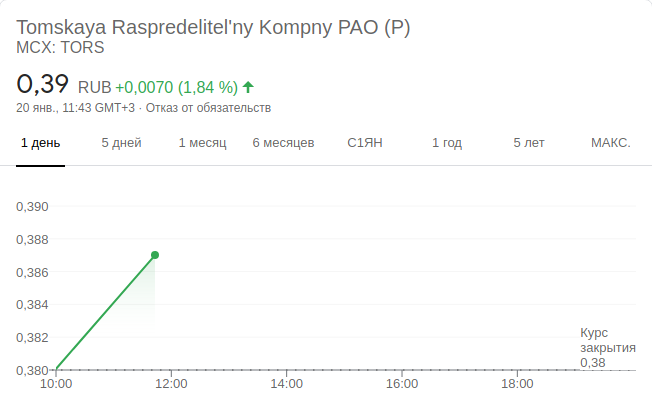 Tomskaya Raspredelitel'ny Kompny PAO (P)
MCX: TORS
0,39 RUB +0,0070 (1,84 %)
20 янв., 11:43 GMT+3 · Отказ от обязательств
1 день 5 дней 1 месяц 6 месяцев С1ЯН 1 год 5 лет МАКС.
0,390
0,388
0,386
0,384
0,382
Курс
закрытия
0,38
0,380
10:00 12:00 14:00 16:00 18:00